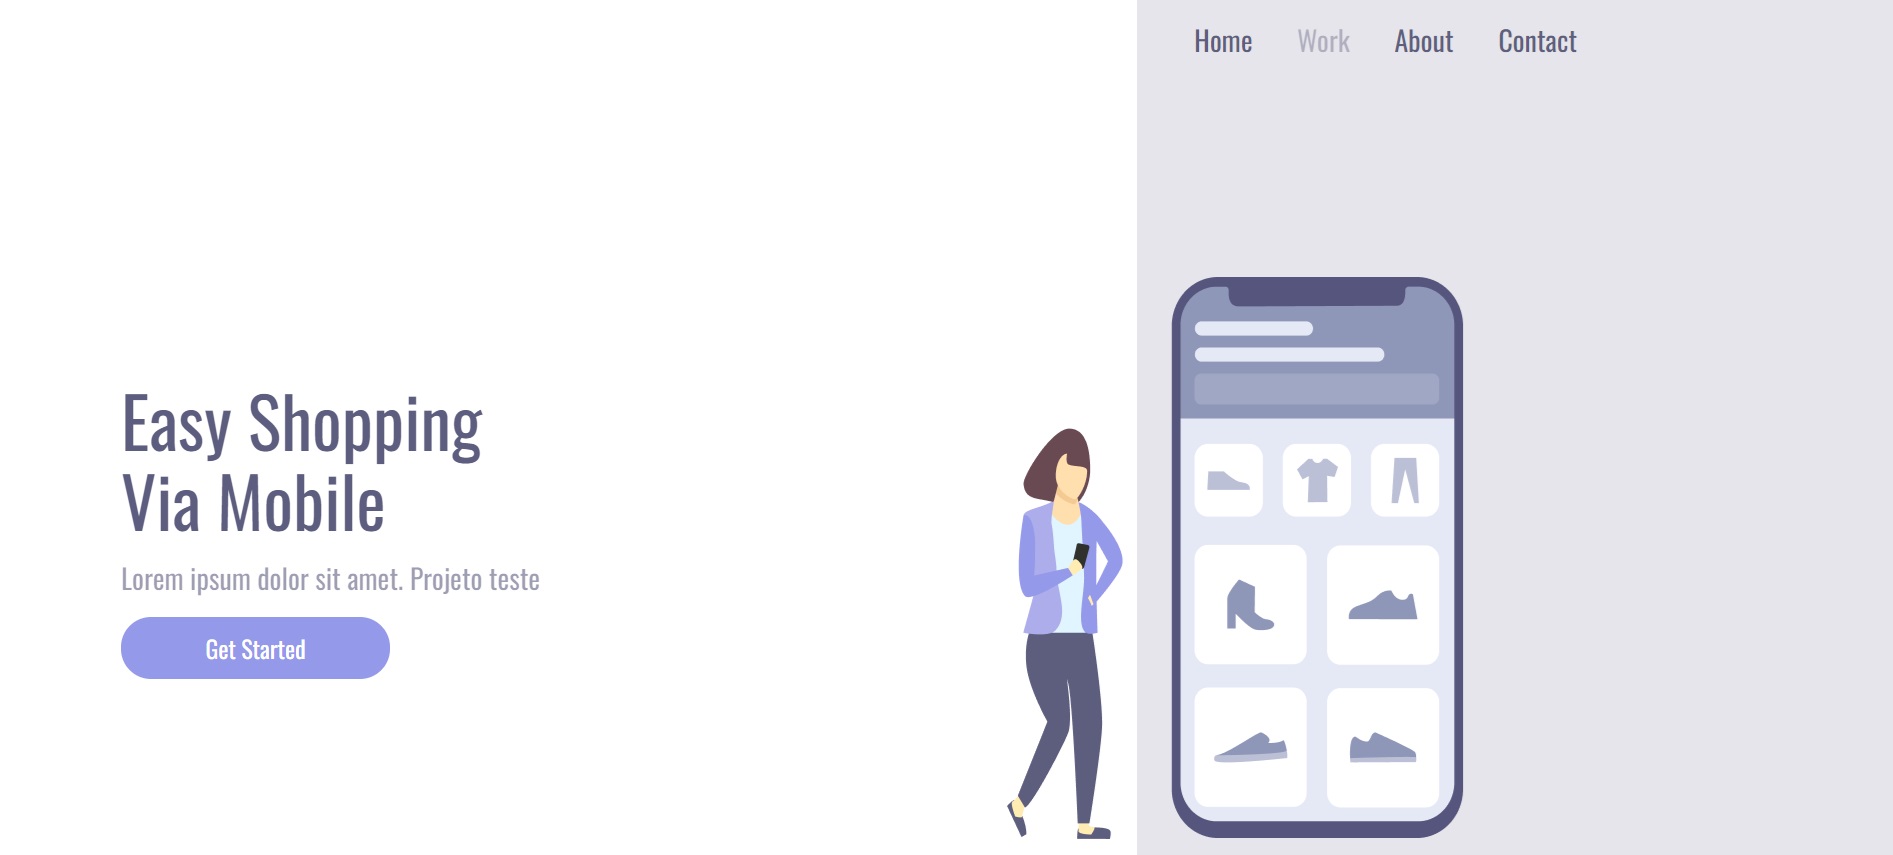 Home Work About Contact
Easy Shopping
Via Mobile
Lorem ipsum dolor sit amet. Projeto teste
Get Started